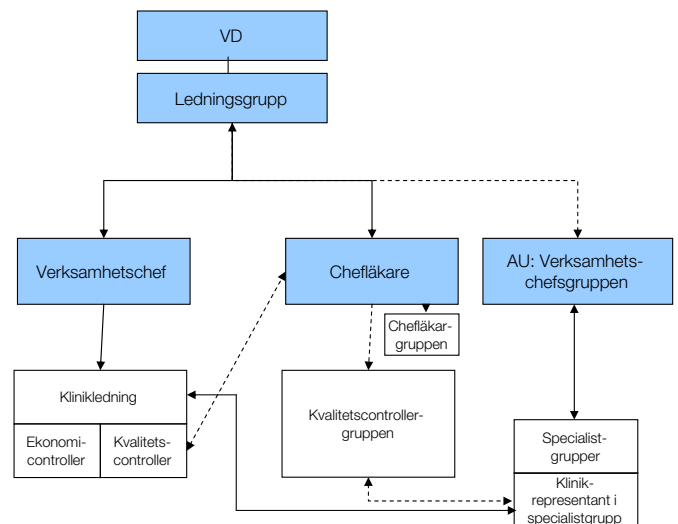 VD
Ledningsgrupp
Verksamhetschef
Chefläkare
AU: Verksamhets-
chefsgruppen
Chefläkar-
gruppen
Klinikledning
Ekonomi-
controller
Kvalitets-
controller
Kvalitetscontroller-
gruppen
Specialist-
grupper
Klinik-
representant i
specialistgrupp